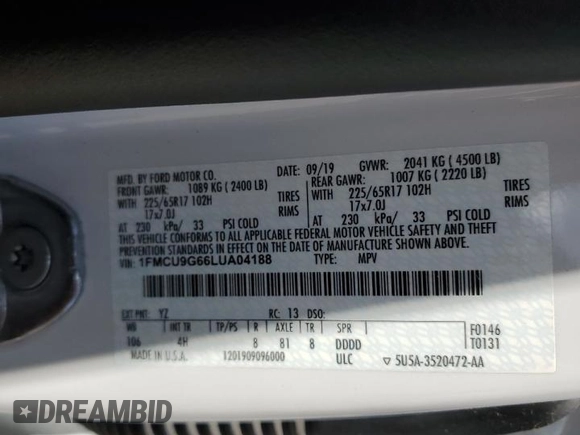 MFD. BY FORD MOTOR CO.
DATE: 09/19 GVWR: 2041 KG ( 4500 LB)
FRONT GAWR: 1089 KG ( 2400 LB) REAR GAWR: 1007 KG ( 2220 LB)
WITH 225/65R17 102H TIRES WITH 225/65R17 102H TIRES
17x7.0J RIMS 17x7.0J RIMS
AT 230 kPa/ 33 PSI COLD AT 230 kPa/ 33 PSI COLD
THIS VEHICLE CONFORMS TO ALL APPLICABLE FEDERAL MOTOR VEHICLE SAFETY AND THEFT
PREVENTION STANDARDS IN EFFECT ON THE DATE OF MANUFACTURE SHOWN ABOVE.
VIN: 1FMCU9G66LUA04188 TYPE: MPV
EXT PNT: YZ RC: 13 DSO:
WB INT TR TP/PS R AXLE TR SPR
106 4H 8 81 8 DDDD
F0146
T0131
MADE IN U.S.A. 1201909096000 ULC ▽ 5U5A-3520472-AA
DREAMBID